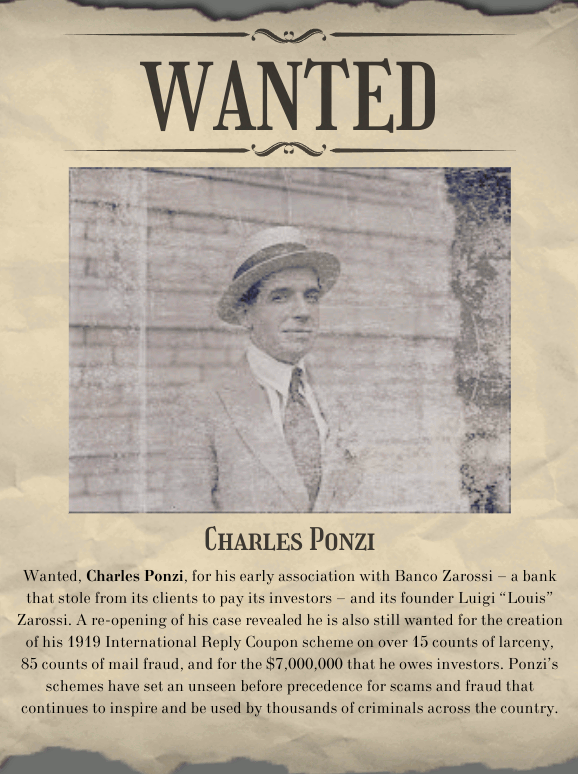 WANTED
CHARLES PONZI
Wanted, Charles Ponzi, for his early association with Banco Zarossi – a bank
that stole from its clients to pay its investors – and its founder Luigi “Louis”
Zarossi. A re-opening of his case revealed he is also still wanted for the creation
of his 1919 International Reply Coupon scheme on over 15 counts of larceny,
85 counts of mail fraud, and for the $7,000,000 that he owes investors. Ponzi’s
schemes have set an unseen before precedence for scams and fraud that
continues to inspire and be used by thousands of criminals across the country.